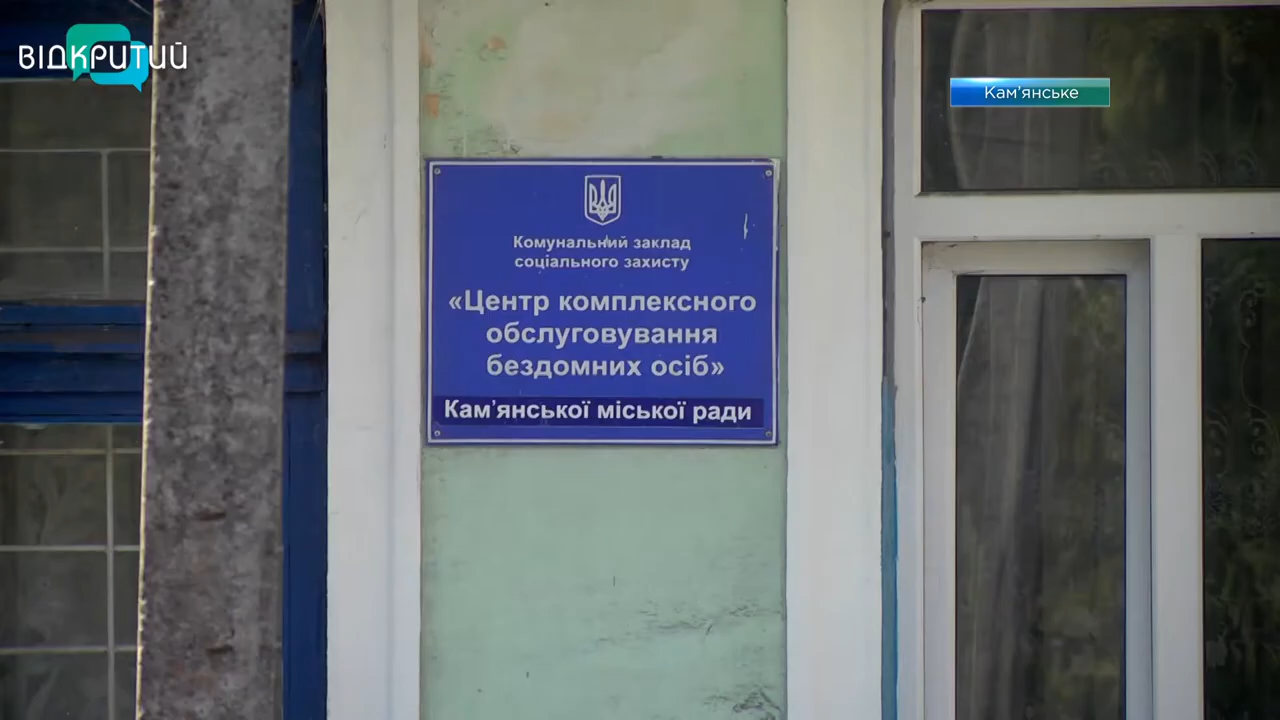 ВІДКРИТИЙ
Кам'янське
Комунальний заклад
соціального захисту
«Центр комплексного
обслуговування
бездомних осіб»
Кам'янської міської ради